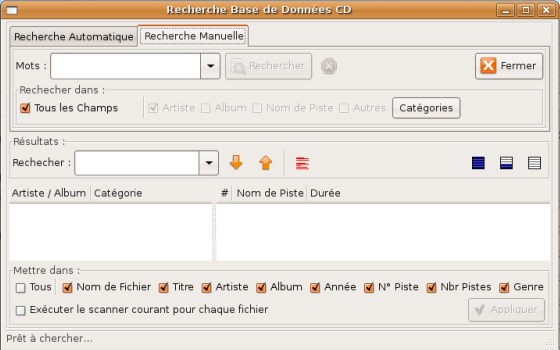 Recherche Base de Données CD
Recherche Automatique Recherche Manuelle
Mots : Rechercher Fermer
Rechecher dans :
Tous les Champs Artiste Album Nom de Piste Autres Catégories
Résultats :
Rechecher :
Artiste / Album Catégorie # Nom de Piste Durée
Mettre dans :
Tous Nom de Fichier Titre Artiste Album Année N° Piste Nbr Pistes Genre
Exécuter le scanner courant pour chaque fichier Appliquer
Prêt à chercher...